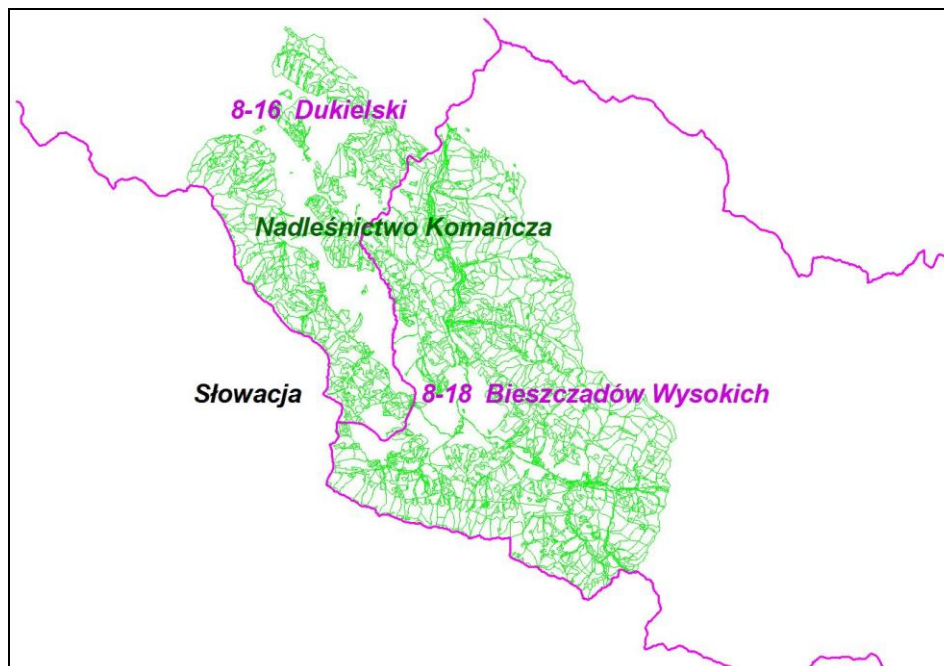 8-16 Dukielski
Nadleśnictwo Komańcza
Słowacja
8-18 Bieszczadów Wysokich